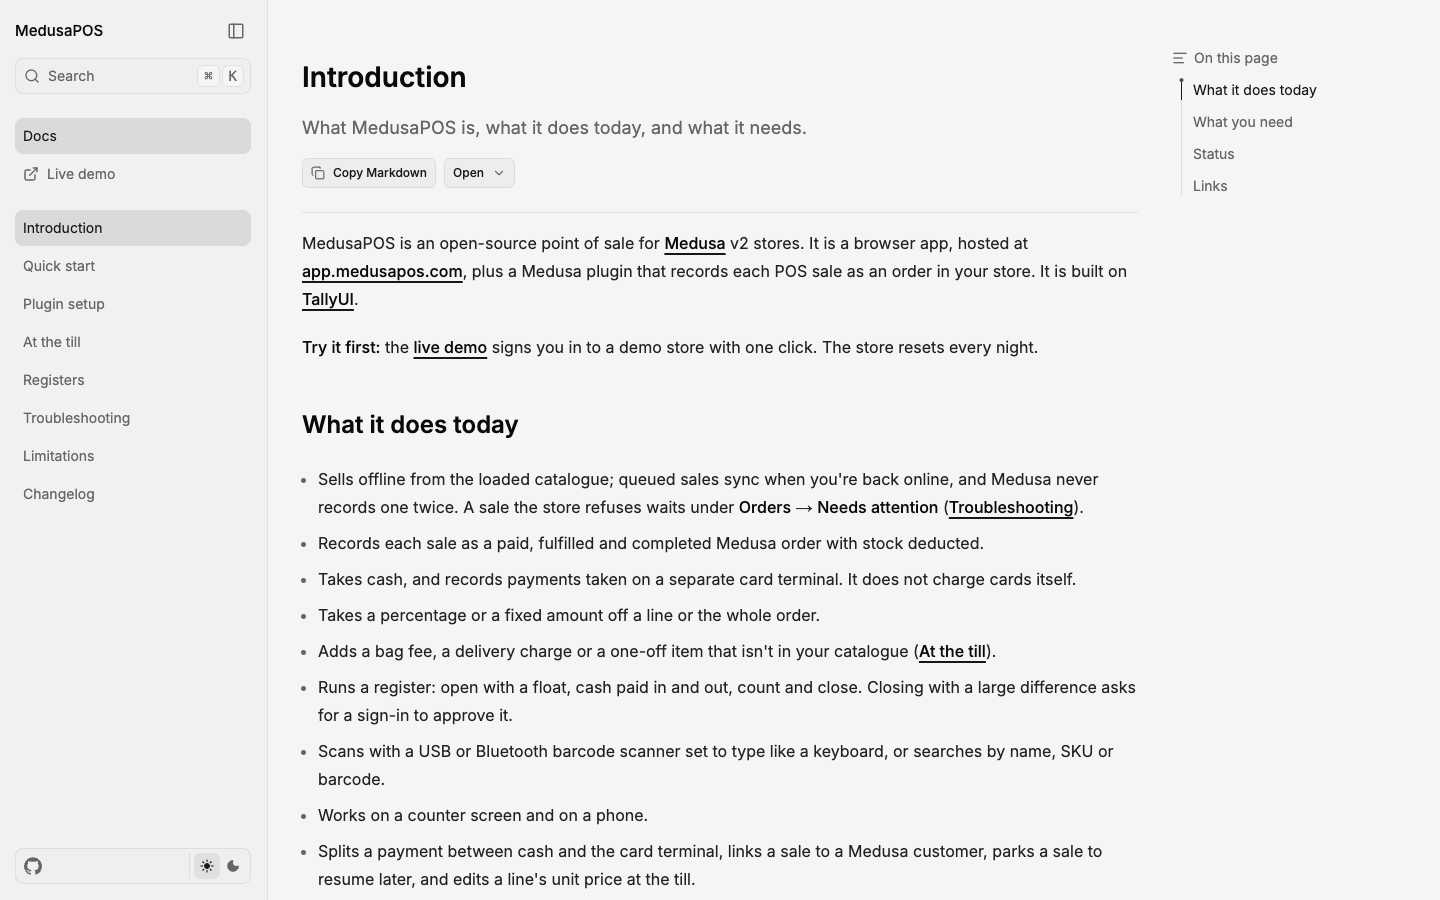 MedusaPOS
Search
⌘ K
Docs
Live demo
Introduction
Quick start
Plugin setup
At the till
Registers
Troubleshooting
Limitations
Changelog
Introduction
What MedusaPOS is, what it does today, and what it needs.
Copy Markdown
Open
MedusaPOS is an open-source point of sale for Medusa v2 stores. It is a browser app, hosted at
app.medusapos.com, plus a Medusa plugin that records each POS sale as an order in your store. It is built on
TallyUI.
Try it first: the live demo signs you in to a demo store with one click. The store resets every night.
What it does today
• Sells offline from the loaded catalogue; queued sales sync when you're back online, and Medusa never
records one twice. A sale the store refuses waits under Orders → Needs attention (Troubleshooting).
• Records each sale as a paid, fulfilled and completed Medusa order with stock deducted.
• Takes cash, and records payments taken on a separate card terminal. It does not charge cards itself.
• Takes a percentage or a fixed amount off a line or the whole order.
• Adds a bag fee, a delivery charge or a one-off item that isn't in your catalogue (At the till).
• Runs a register: open with a float, cash paid in and out, count and close. Closing with a large difference asks
for a sign-in to approve it.
• Scans with a USB or Bluetooth barcode scanner set to type like a keyboard, or searches by name, SKU or
barcode.
• Works on a counter screen and on a phone.
• Splits a payment between cash and the card terminal, links a sale to a Medusa customer, parks a sale to
resume later, and edits a line's unit price at the till.
On this page
What it does today
What you need
Status
Links